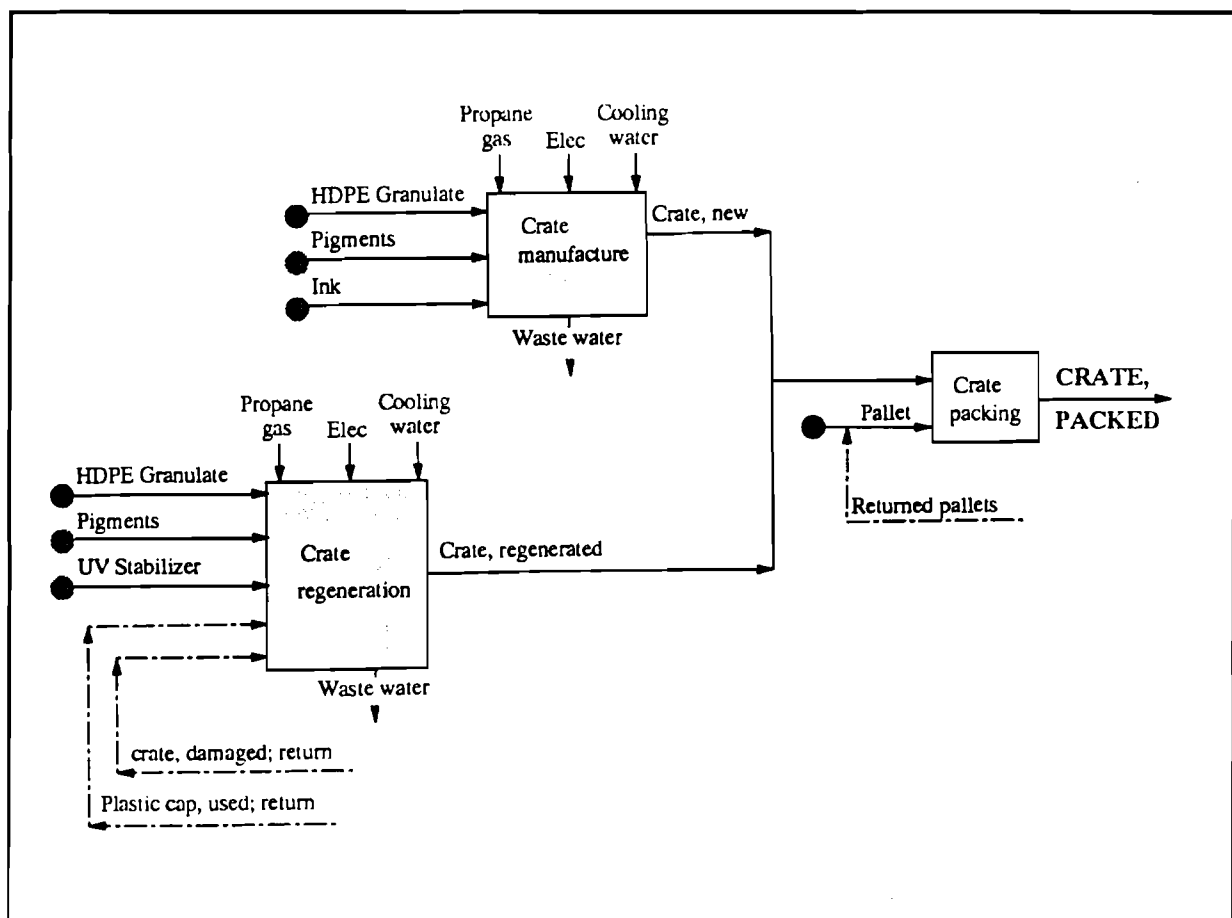 Propane
gas
Elec
Cooling
water
HDPE Granulate
Pigments
Ink
Crate
manufacture
Crate, new
Waste water
Propane
gas
Elec
Cooling
water
HDPE Granulate
Pigments
UV Stabilizer
Crate
regeneration
Crate, regenerated
Waste water
crate, damaged; return
Plastic cap, used; return
Pallet
Returned pallets
Crate
packing
CRATE,
PACKED